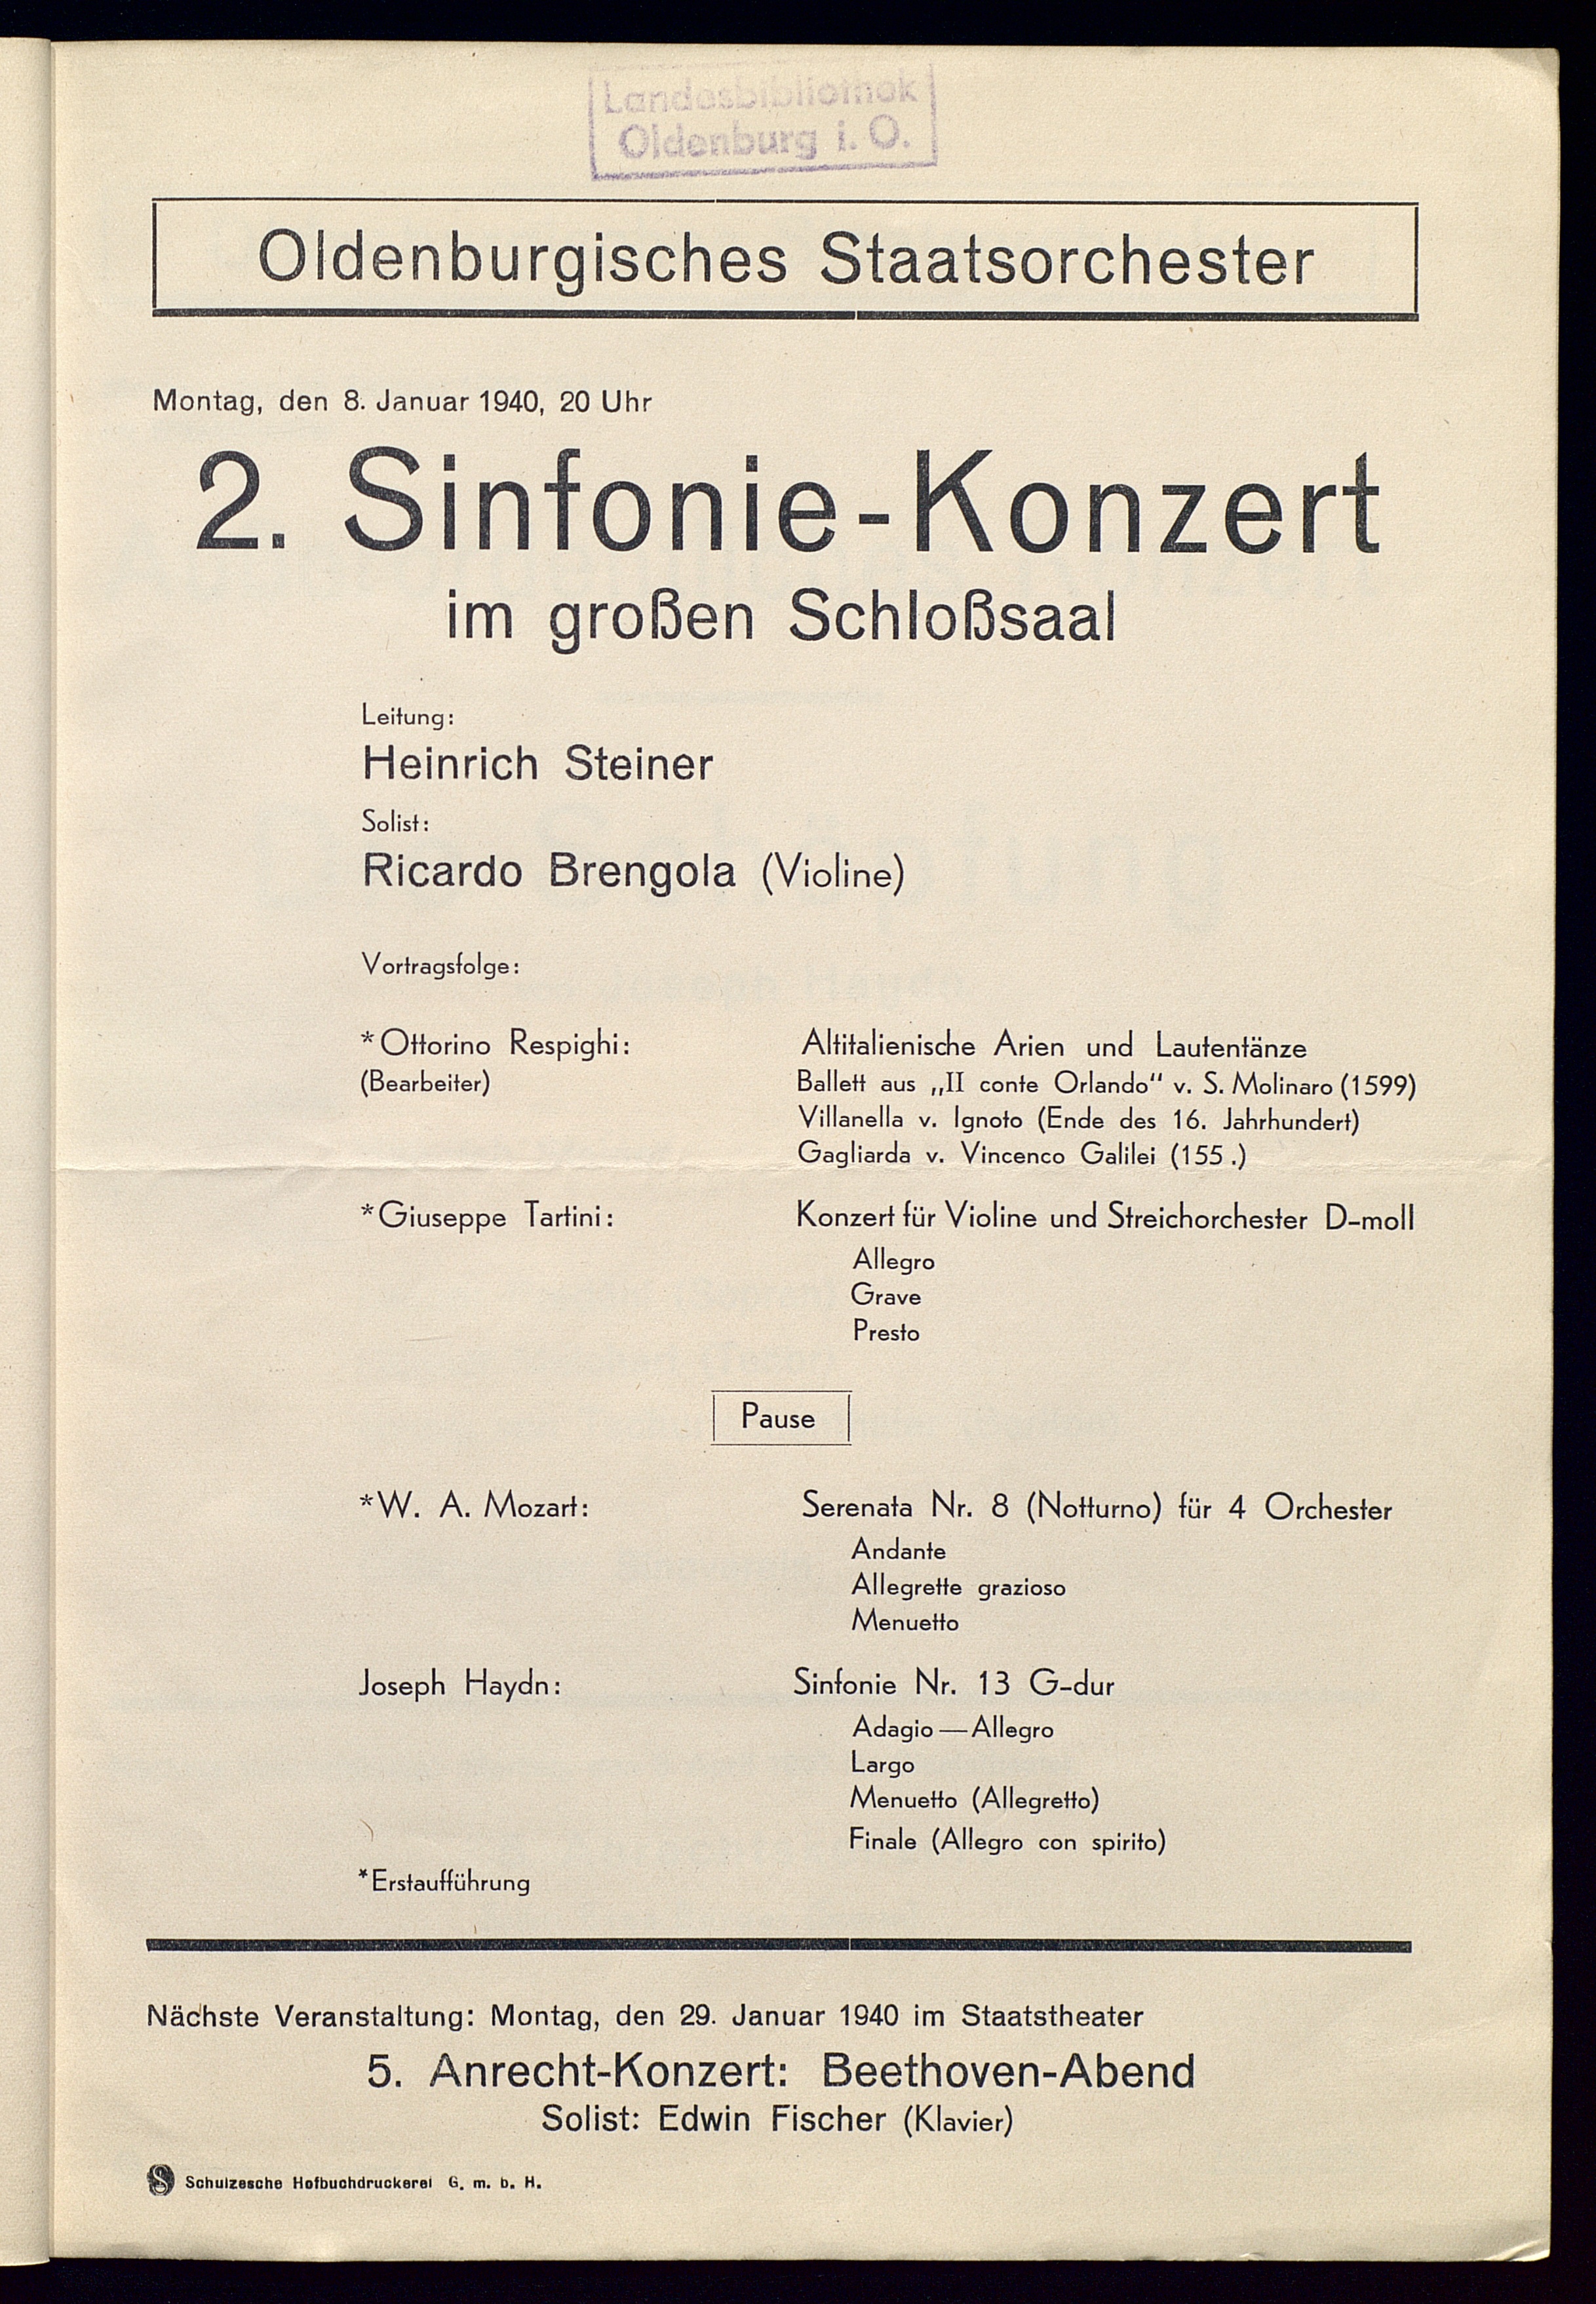 Landesbibliothek
Oldenburg i. O.
Oldenburgisches Staatsorchester
Montag, den 8. Januar 1940, 20 Uhr
2. Sinfonie-Konzert
im großen Schloßsaal
Leitung:
Heinrich Steiner
Solist:
Ricardo Brengola (Violine)
Vortragsfolge:
*Ottorino Respighi: Altitalienische Arien und Lautentänze
(Bearbeiter) Ballett aus „II conte Orlando“ v. S. Molinaro (1599)
Villanella v. Ignoto (Ende des 16. Jahrhundert)
Gagliarda v. Vincenco Galilei (155 .)
*Giuseppe Tartini: Konzert für Violine und Streichorchester D-moll
Allegro
Grave
Presto
Pause
*W. A. Mozart: Serenata Nr. 8 (Notturno) für 4 Orchester
Andante
Allegrette grazioso
Menuetto
Joseph Haydn: Sinfonie Nr. 13 G-dur
Adagio — Allegro
Largo
Menuetto (Allegretto)
Finale (Allegro con spirito)
*Erstaufführung
Nächste Veranstaltung: Montag, den 29. Januar 1940 im Staatstheater
5. Anrecht-Konzert: Beethoven-Abend
Solist: Edwin Fischer (Klavier)
S Schulzesche Hofbuchdruckerei G. m. b. H.